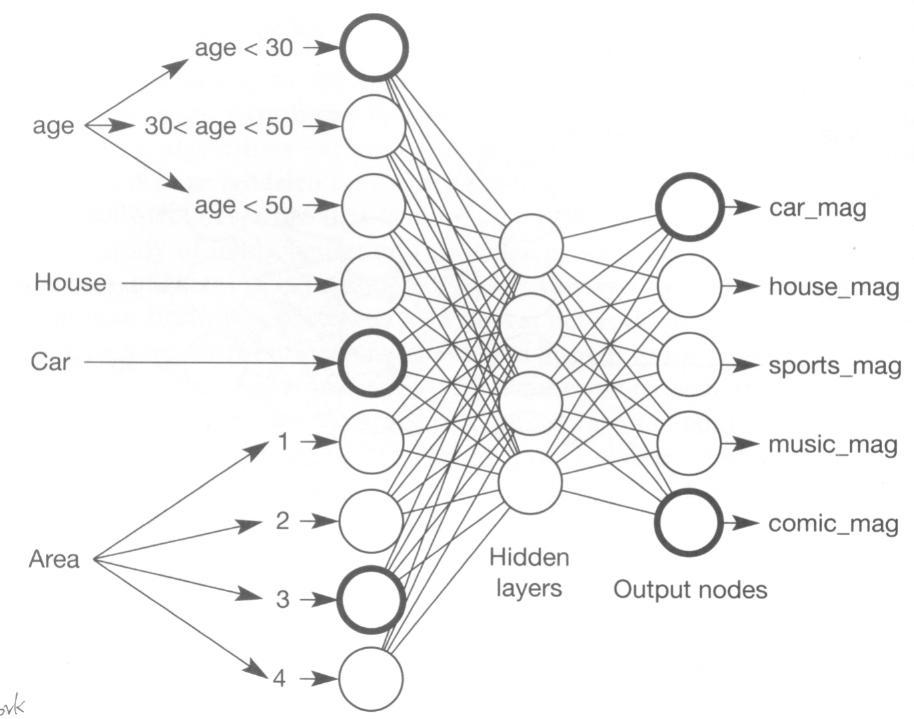 age < 30
age
30< age < 50
age < 50
House
Car
1
2
Area
3
4
Hidden
layers
Output nodes
car_mag
house_mag
sports_mag
music_mag
comic_mag